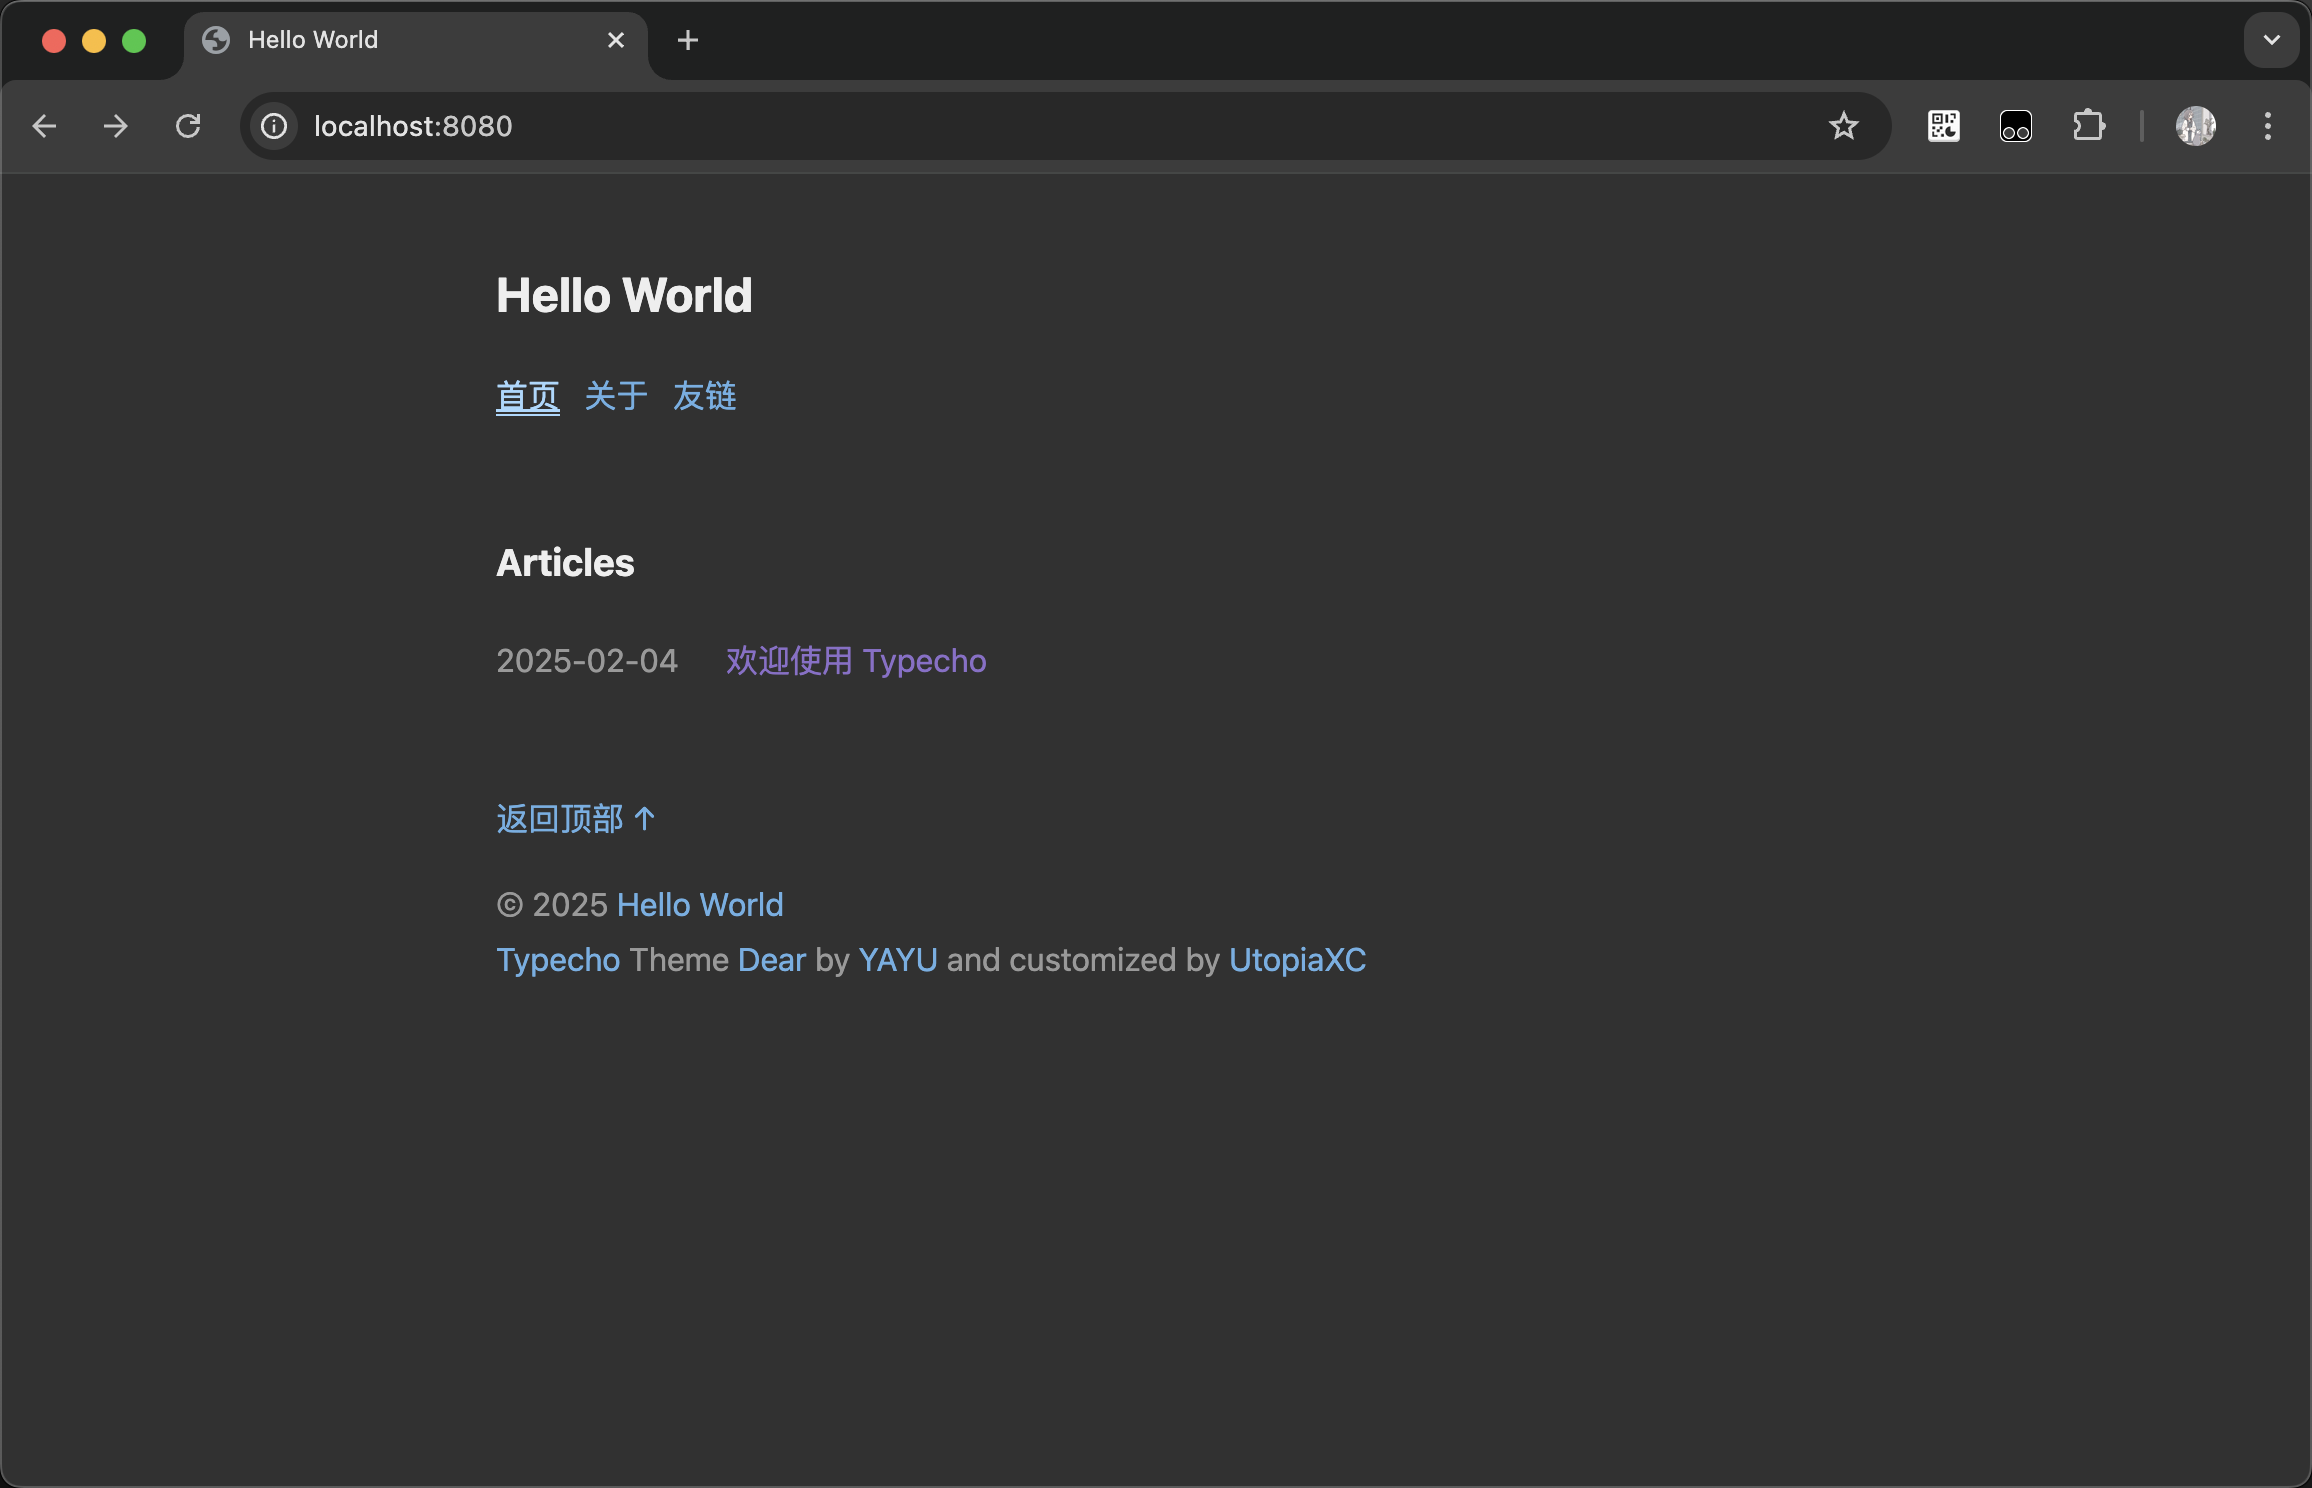 Hello World
localhost:8080
Hello World
首页 关于 友链
Articles
2025-02-04 欢迎使用 Typecho
返回顶部 ↑
© 2025 Hello World
Typecho Theme Dear by YAYU and customized by UtopiaXC